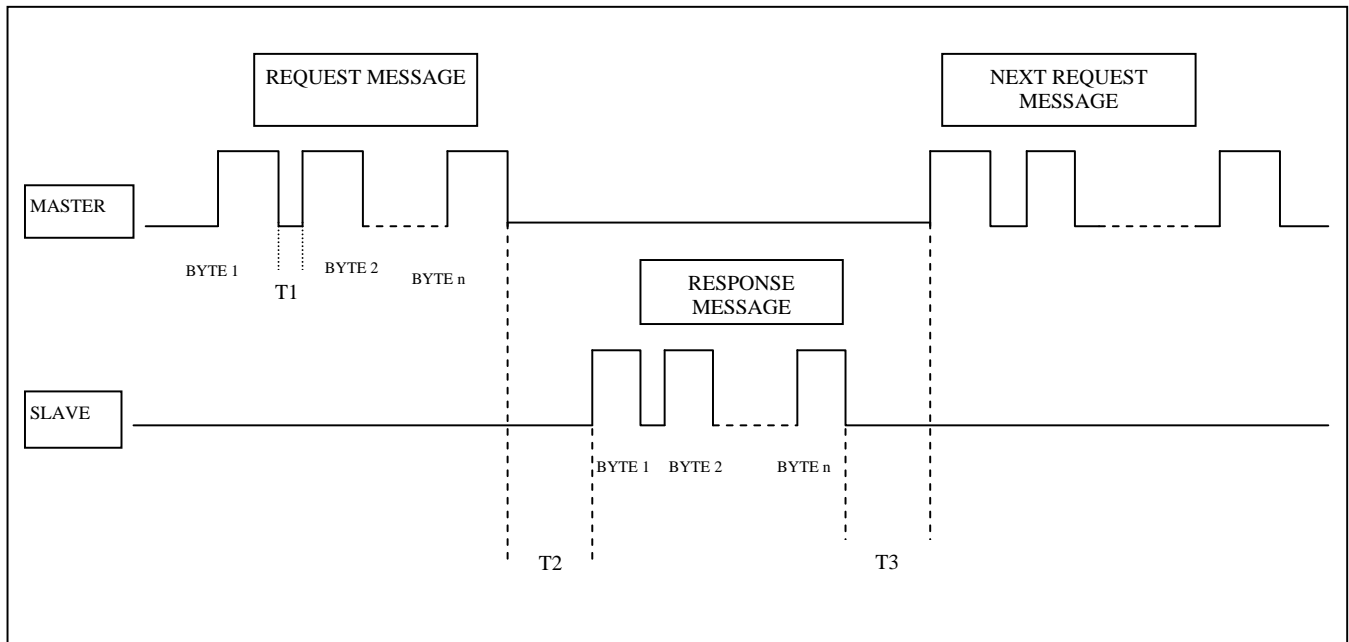 REQUEST MESSAGE
NEXT REQUEST
MESSAGE
MASTER
BYTE 1
T1
BYTE 2
BYTE n
RESPONSE
MESSAGE
SLAVE
BYTE 1
BYTE 2
BYTE n
T2
T3